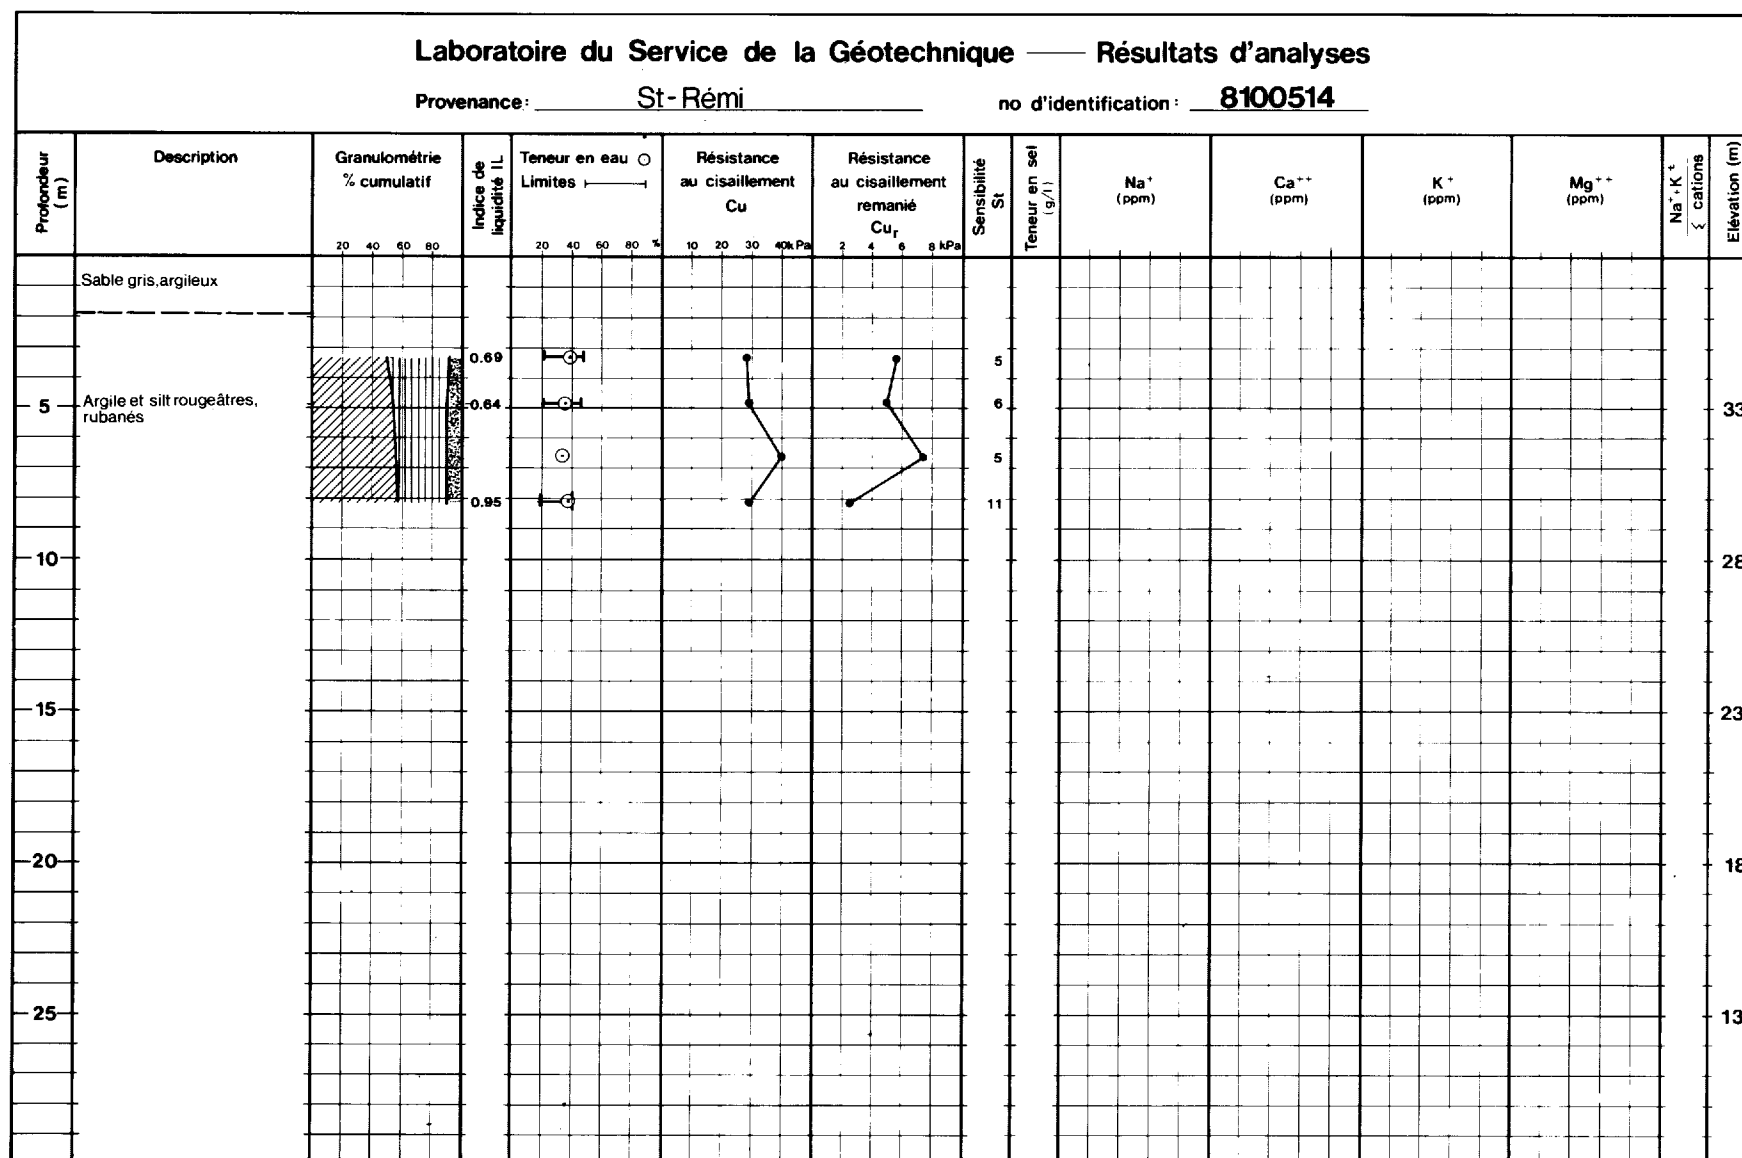 Laboratoire du Service de la Géotechnique — Résultats d'analyses
Provenance: St-Rémi no d'identification: 8100514
Profondeur (m)
Description
Granulométrie
% cumulatif
20 40 60 80
Indice de liquidité IL
Teneur en eau
Limites
20 40 60 80 %
Résistance
au cisaillement
Cu
10 20 30 40kPa
Résistance
au cisaillement
remanié
Cur
2 4 6 8 kPa
Sensibilité St
Teneur en sel (g/l)
Na+
(ppm)
Ca++
(ppm)
K+
(ppm)
Mg++
(ppm)
Na+ + K+
Σ cations
Elévation (m)
Sable gris, argileux
0.69 5
5 Argile et silt rougeâtres, 0.64 6 33
rubanés
5
0.95 11
10 28
15 23
20 18
25 13